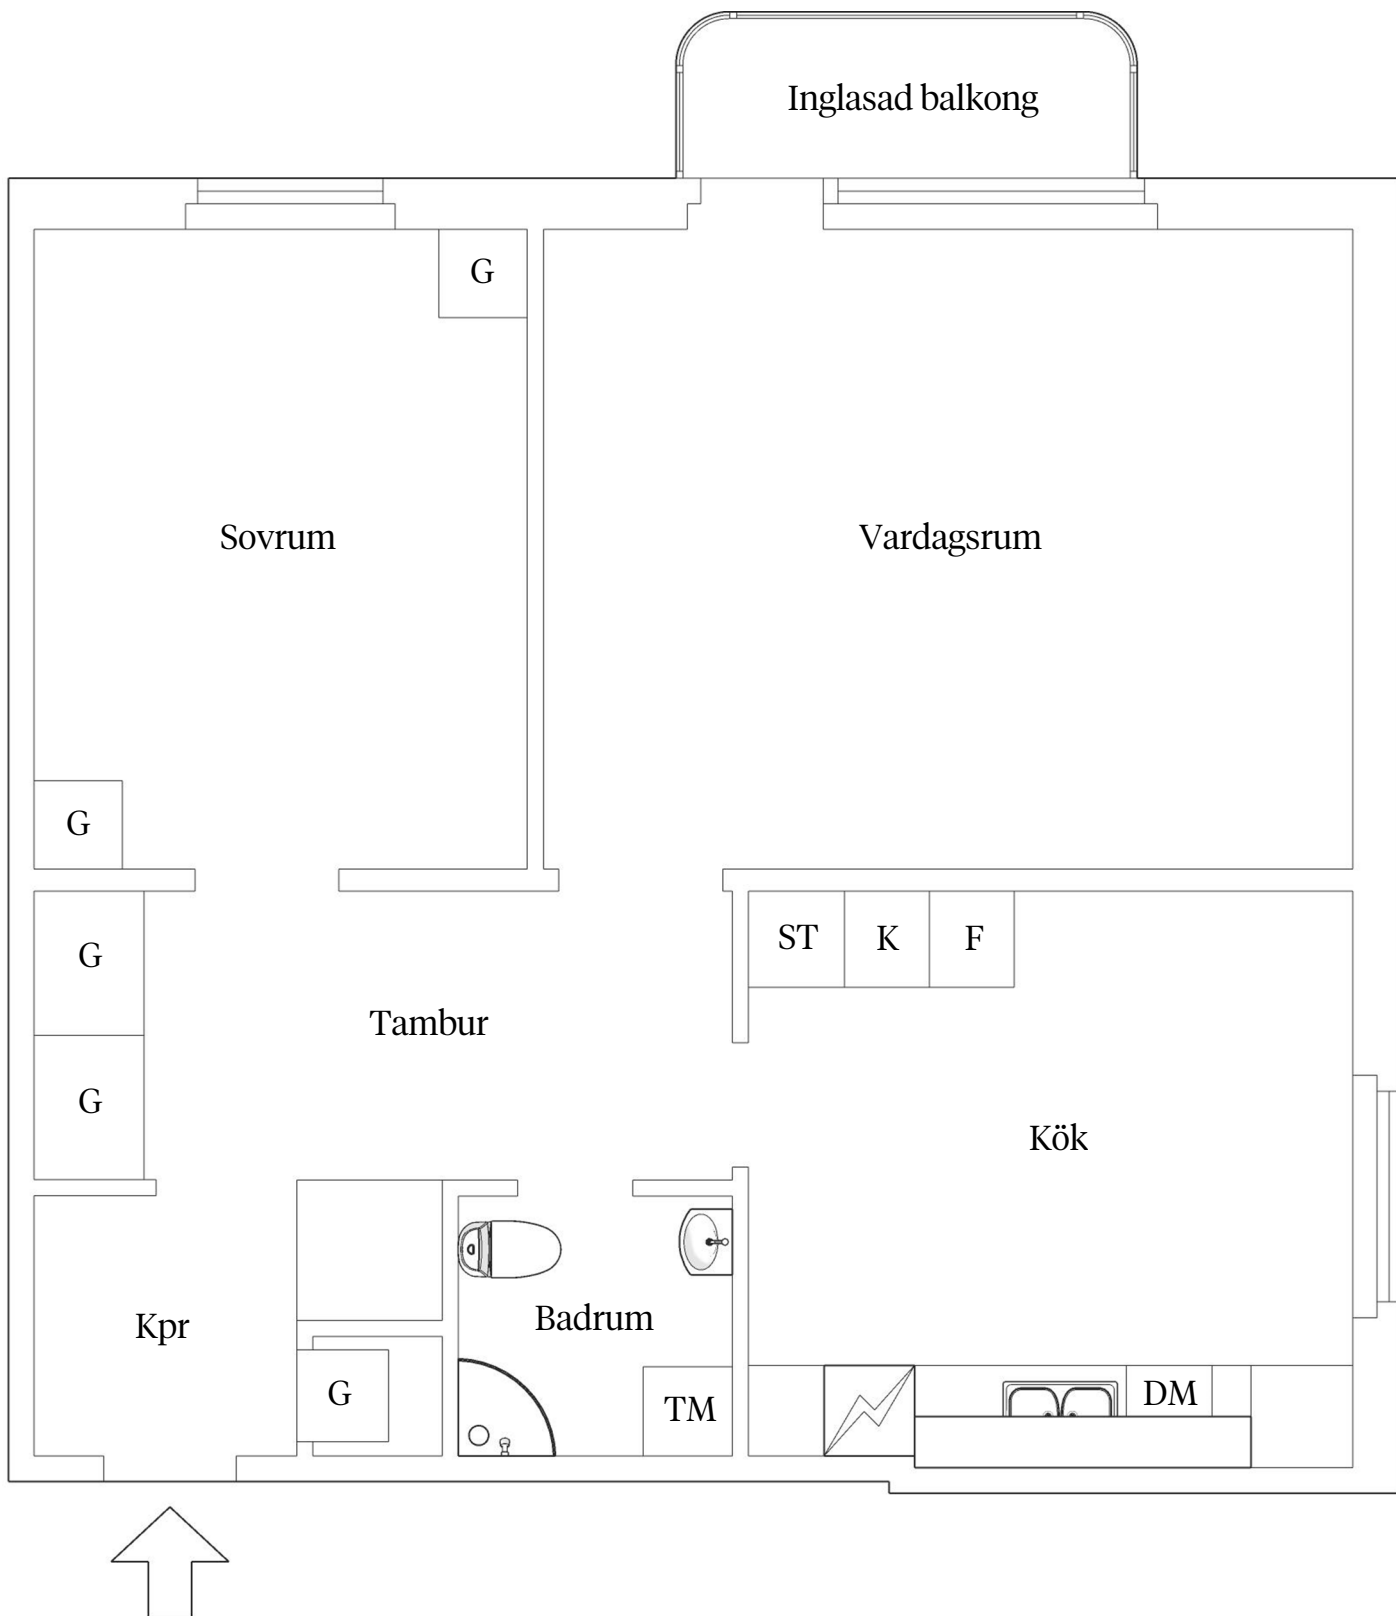 Inglasad balkong
G
Sovrum
Vardagsrum
G
G
ST
K
F
Tambur
G
Kök
Kpr
Badrum
G
TM
DM